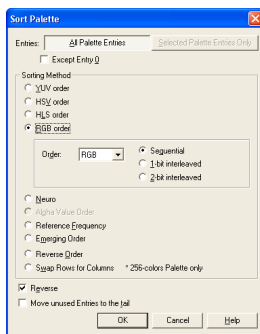 Sort Palette
Entries: All Palette Entries Selected Palette Entries Only
Except Entry 0
Sorting Method
YUV order
HSV order
HLS order
RGB order
Order: RGB Sequential
1-bit interleaved
2-bit interleaved
Neuro
Alpha Value Order
Reference Frequency
Emerging Order
Reverse Order
Swap Rows for Columns * 256-colors Palette only
Reverse
Move unused Entries to the tail
OK Cancel Help